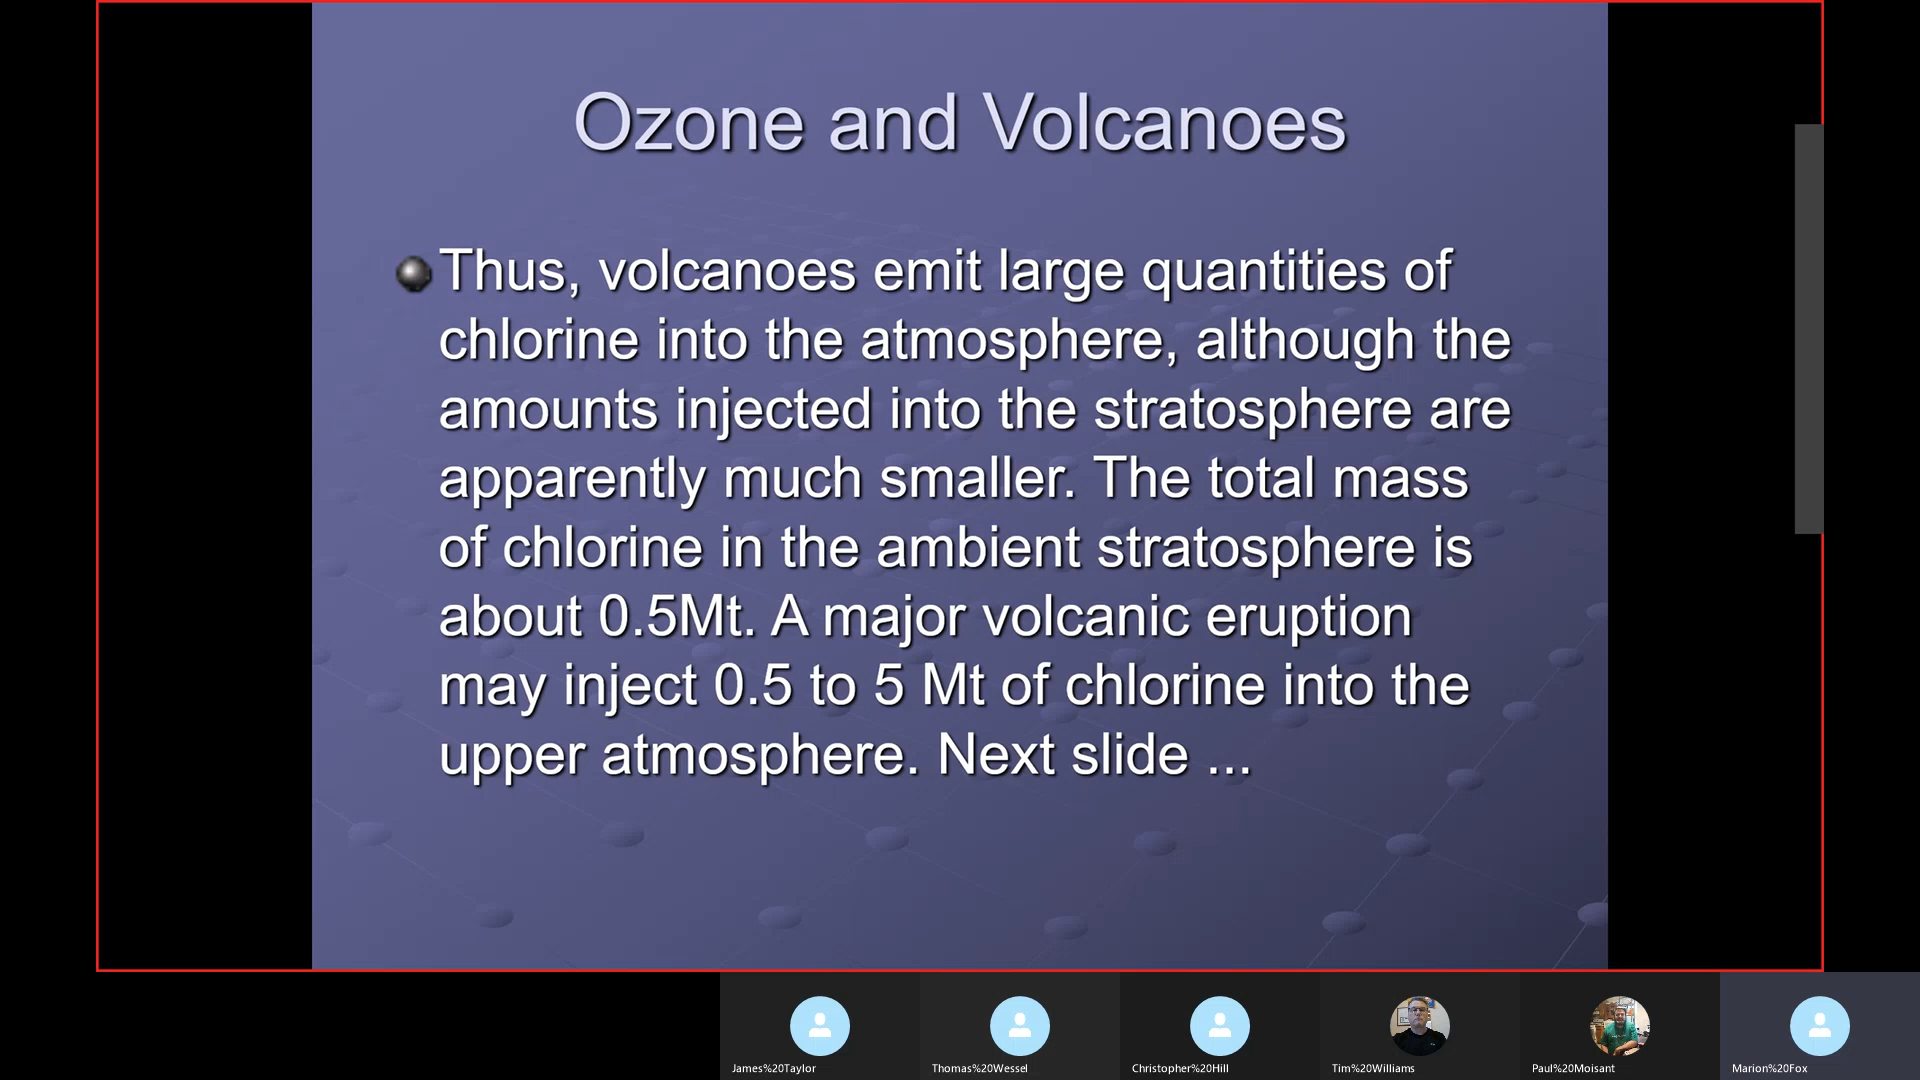 Ozone and Volcanoes
Thus, volcanoes emit large quantities of
chlorine into the atmosphere, although the
amounts injected into the stratosphere are
apparently much smaller. The total mass
of chlorine in the ambient stratosphere is
about 0.5Mt. A major volcanic eruption
may inject 0.5 to 5 Mt of chlorine into the
upper atmosphere. Next slide ...
James%20Taylor
Thomas%20Wessel
Christopher%20Hill
Tim%20Williams
Paul%20Moisant
Marion%20Fox